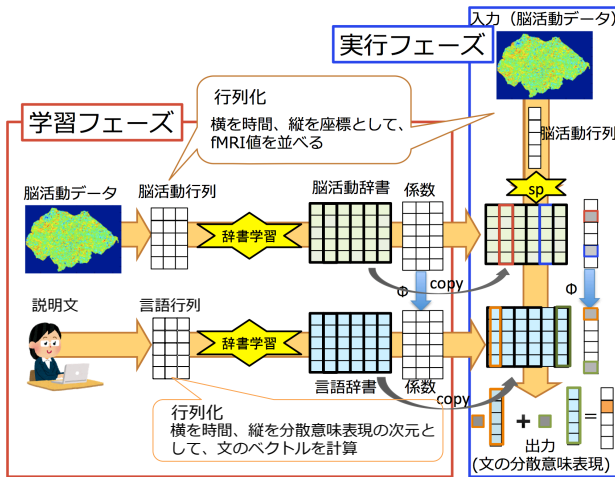 入力（脳活動データ）
実行フェーズ
行列化
横を時間、縦を座標として、
fMRI値を並べる
学習フェーズ
脳活動行列
sp
脳活動データ
脳活動行列
脳活動辞書
係数
辞書学習
copy
Φ
Φ
説明文
言語行列
辞書学習
言語辞書
係数
copy
行列化
横を時間、縦を分散意味表現の次元と
して、文のベクトルを計算
+
=
出力
(文の分散意味表現)